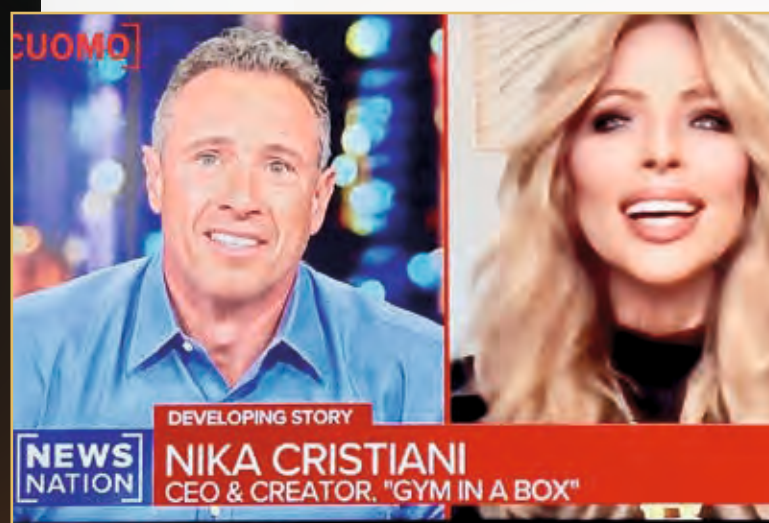 CUOMO]
DEVELOPING STORY
[NEWS
NATION]
NIKA CRISTIANI
CEO & CREATOR, "GYM IN A BOX"